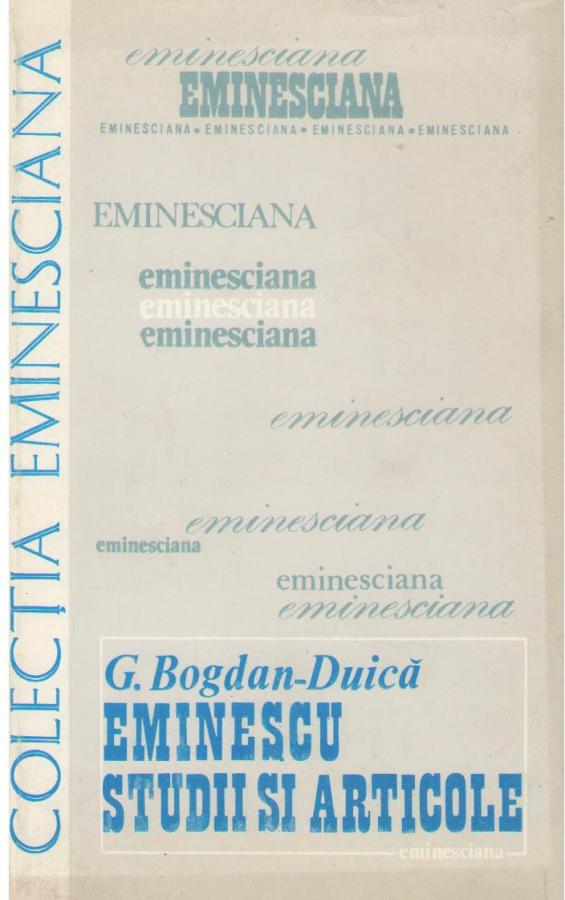 COLECȚIA EMINESCIANA
eminesciana
EMINESCIANA
EMINESCIANA • EMINESCIANA • EMINESCIANA • EMINESCIANA
EMINESCIANA
eminesciana
eminesciana
eminesciana
eminesciana
eminesciana
eminesciana
eminesciana
eminesciana
G. Bogdan-Duică
EMINESCU
STUDII SI ARTICOLE
eminesciana